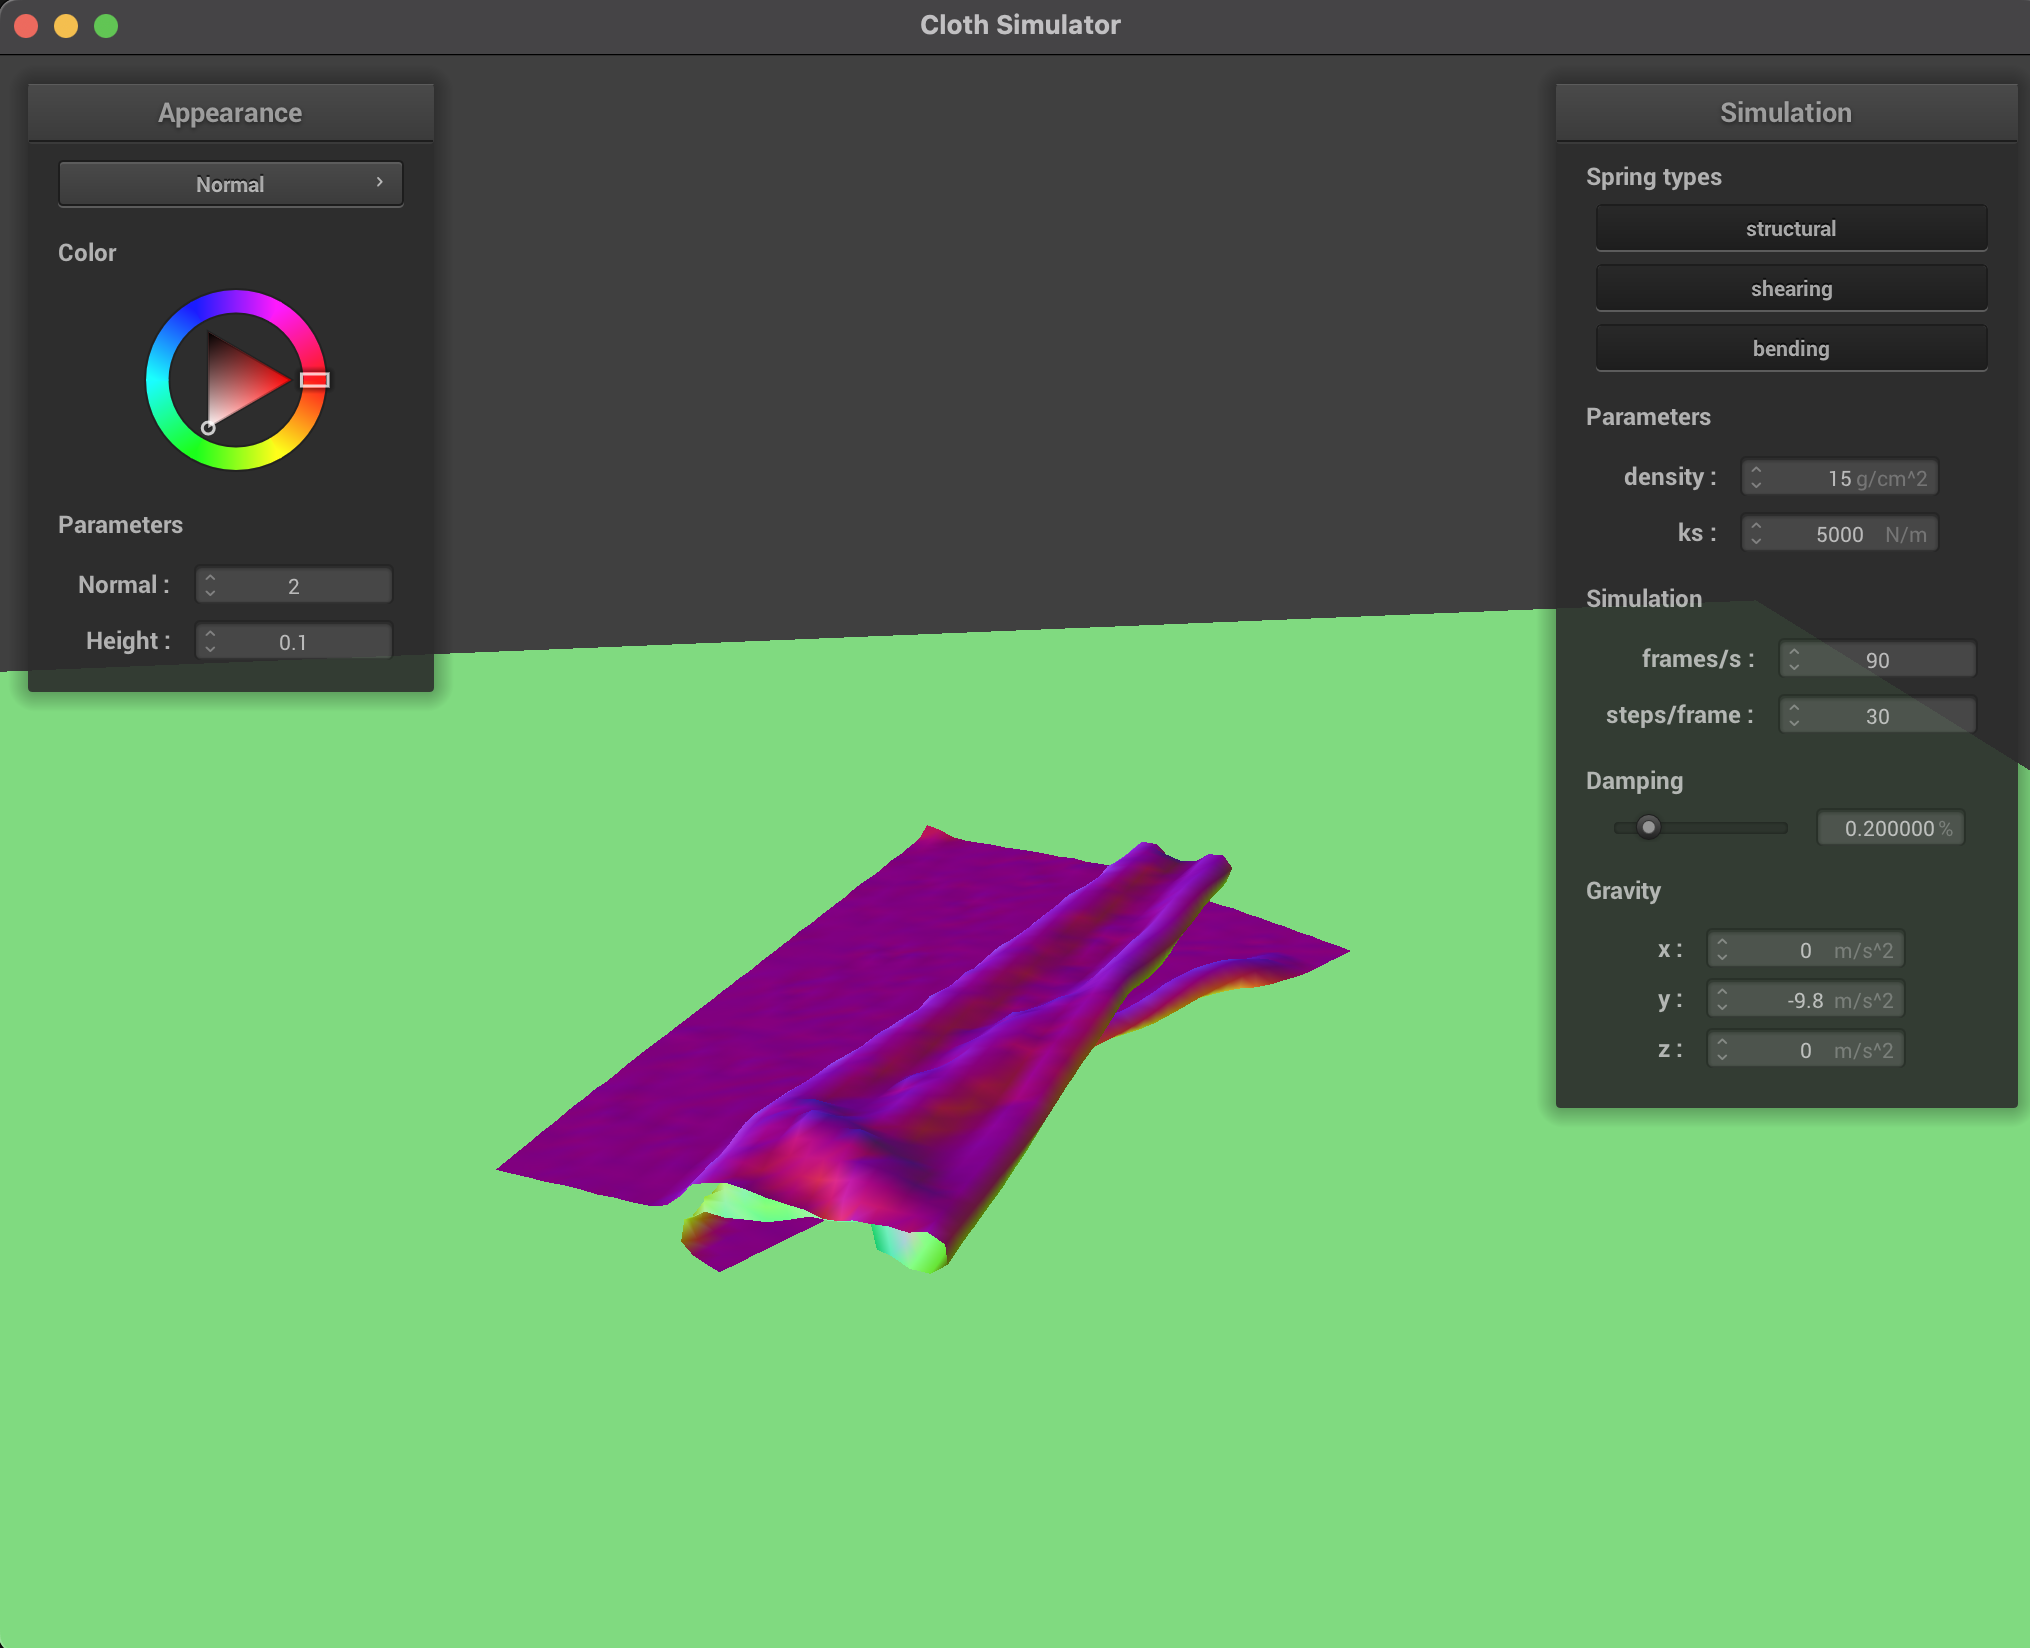 Cloth Simulator
Appearance
Normal
Color
Parameters
Normal : 2
Height : 0.1
Simulation
Spring types
structural
shearing
bending
Parameters
density : 15 g/cm^2
ks : 5000 N/m
Simulation
frames/s : 90
steps/frame : 30
Damping
0.200000 %
Gravity
x : 0 m/s^2
y : -9.8 m/s^2
z : 0 m/s^2